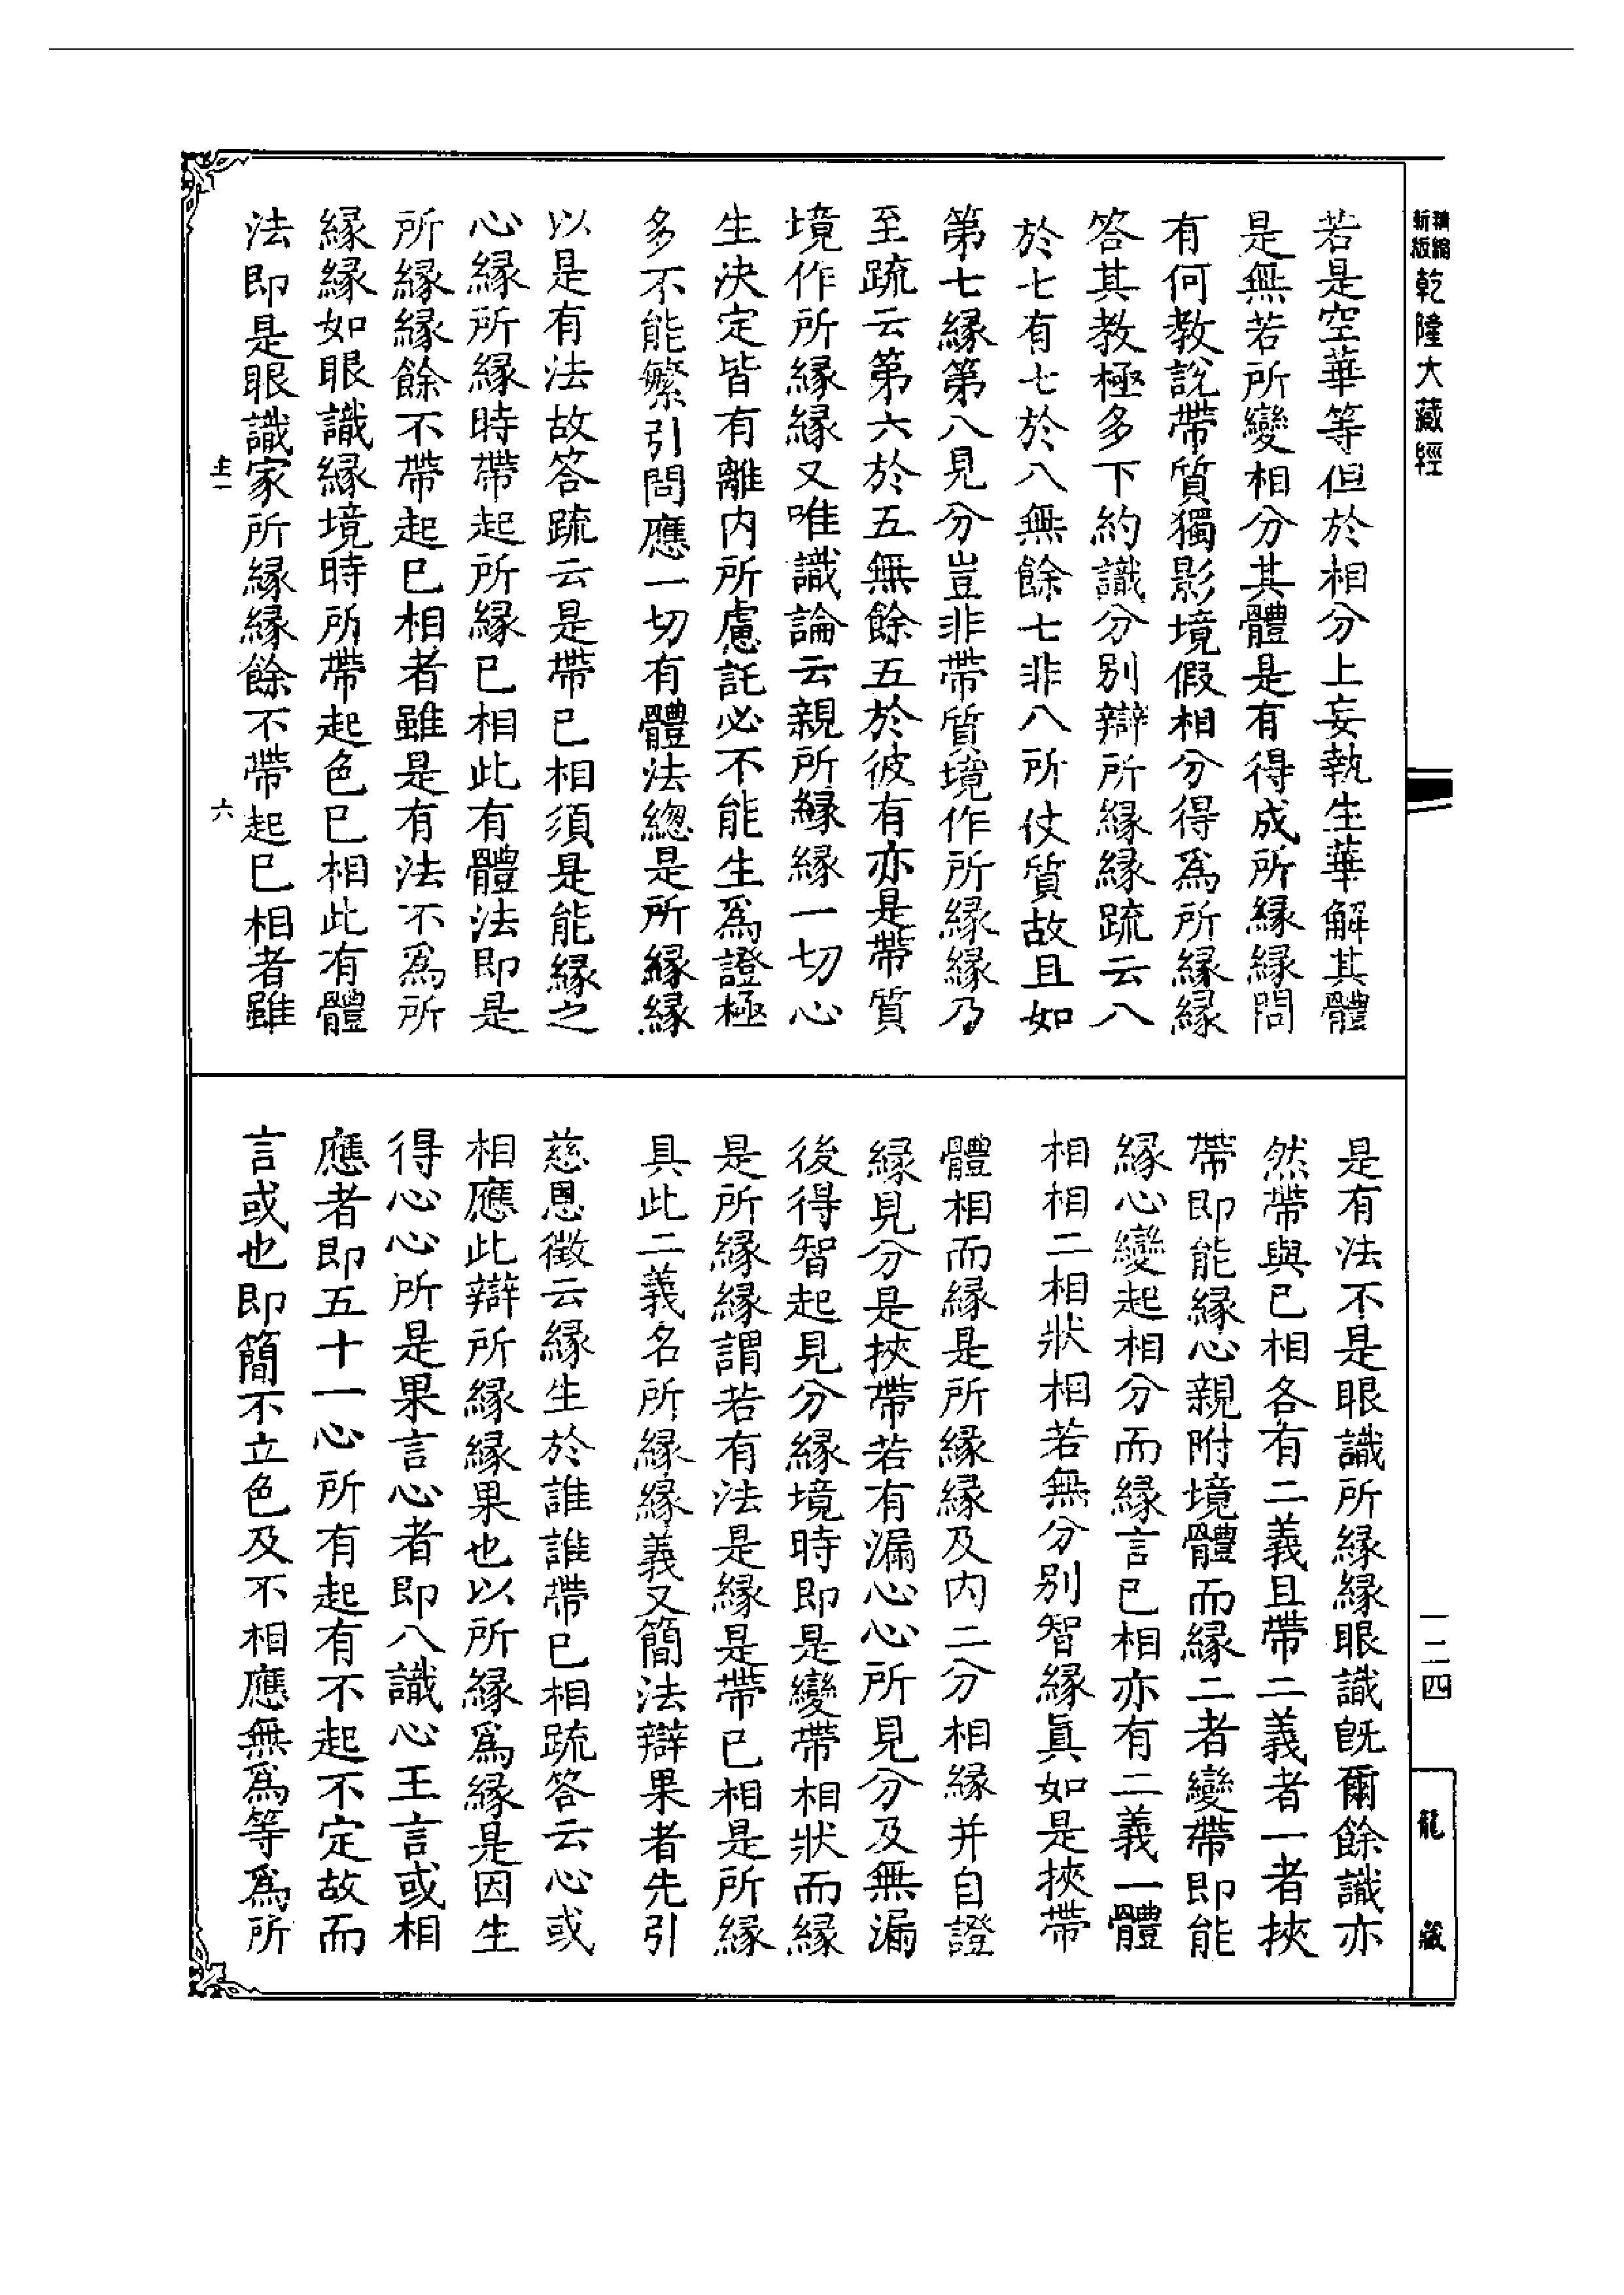 精縮
新版
乾隆大藏經
若是空華等但於相分上妄執生華解其體
是無若所變相分其體是有得成所緣緣問
有何教說帶質獨影境假相分得爲所緣緣
答其教極多下約識分別辯所緣緣䟽云八
於七有七於八無餘七非八所仗質故且如
第七緣第八見分豈非帶質境作所緣緣乃
至䟽云第六於五無餘五於彼有亦是帶質
境作所緣緣又唯識論云親所緣緣一切心
生決定皆有離内所慮託必不能生爲證極
多不能繁引問應一切有體法總是所緣緣
以是有法故答䟽云是帶已相須是能緣之
心緣所緣時帶起所緣已相此有體法即是
所緣緣餘不帶起已相者雖是有法不爲所
緣緣如眼識緣境時所帶起色已相此有體
法即是眼識家所緣緣餘不帶起已相者雖
六
是有法不是眼識所緣緣眼識旣爾餘識亦
然帶與已相各有二義且帶二義者一者挾
帶即能緣心親附境體而緣二者變帶即能
緣心變起相分而緣言已相亦有二義一體
相相二相狀相若無分別智緣眞如是挾帶
體相而緣是所緣緣及内二分相緣并自證
緣見分是挾帶若有漏心心所見分及無漏
後得智起見分緣境時即是變帶相狀而緣
是所緣緣謂若有法是緣是帶已相是所緣
具此二義名所緣緣義又簡法辯果者先引
慈恩徵云緣生於誰誰帶已相䟽答云心或
相應此辯所緣緣果也以所緣爲緣是因生
得心心所是果言心者即八識心王言或相
應者即五十一心所有起有不起不定故而
言或也即簡不立色及不相應無爲等爲所
一二四
龍藏